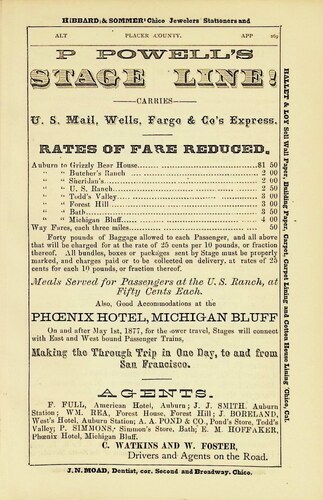 HIBBARD & SOMMER Chico Jewelers Stationers and
ALT PLACER COUNTY. APP 269
P POWELL'S
STAGE LINE!
CARRIES
U. S. Mail, Wells, Fargo & Co's Express.
RATES OF FARE REDUCED.
Auburn to Grizzly Bear House $1 50
" " Butcher's Ranch 2 00
" " Sheridan's 2 00
" " U. S. Ranch 2 50
" " Todd's Valley 3 00
" " Forest Hill 3 00
" " Bath 3 50
" " Michigan Bluff 4 00
Way Fares, each three miles 50
Forty pounds of Baggage allowed to each Passenger, and all above
that will be charged for at the rate of 25 cents per 10 pounds, or fraction
thereof. All bundles, boxes or packages sent by Stage must be properly
marked, and charges paid or to be collected on delivery, at rates of 25
cents for each 10 pounds, or fraction thereof.
Meals Served for Passengers at the U. S. Ranch, at
Fifty Cents Each.
Also, Good Accommodations at the
PHŒNIX HOTEL, MICHIGAN BLUFF
On and after May 1st, 1877, for the lower travel, Stages will connect
with East and West bound Passenger Trains,
Making the Through Trip in One Day, to and from
San Francisco.
AGENTS.
F. FULL, American Hotel, Auburn; J. J. SMITH. Auburn
Station; WM. REA, Forest House, Forest Hill; J. BORELAND,
West's Hotel, Auburn Station; A. A. POND & CO., Pond's Store, Todd's
Valley; P. SIMMONS, Simmon's Store, Bath; E. M. HOFFAKER,
Phœnix Hotel, Michigan Bluff.
C. WATKINS AND W. FOSTER,
Drivers and Agents on the Road.
J. N. MOAD, Dentist, cor. Second and Broadway. Chico.
HALLET & LOY Sell Wall Paper, Building Paper, Carpet, Carpet Lining and Cotton House Lining Chico, Cal.